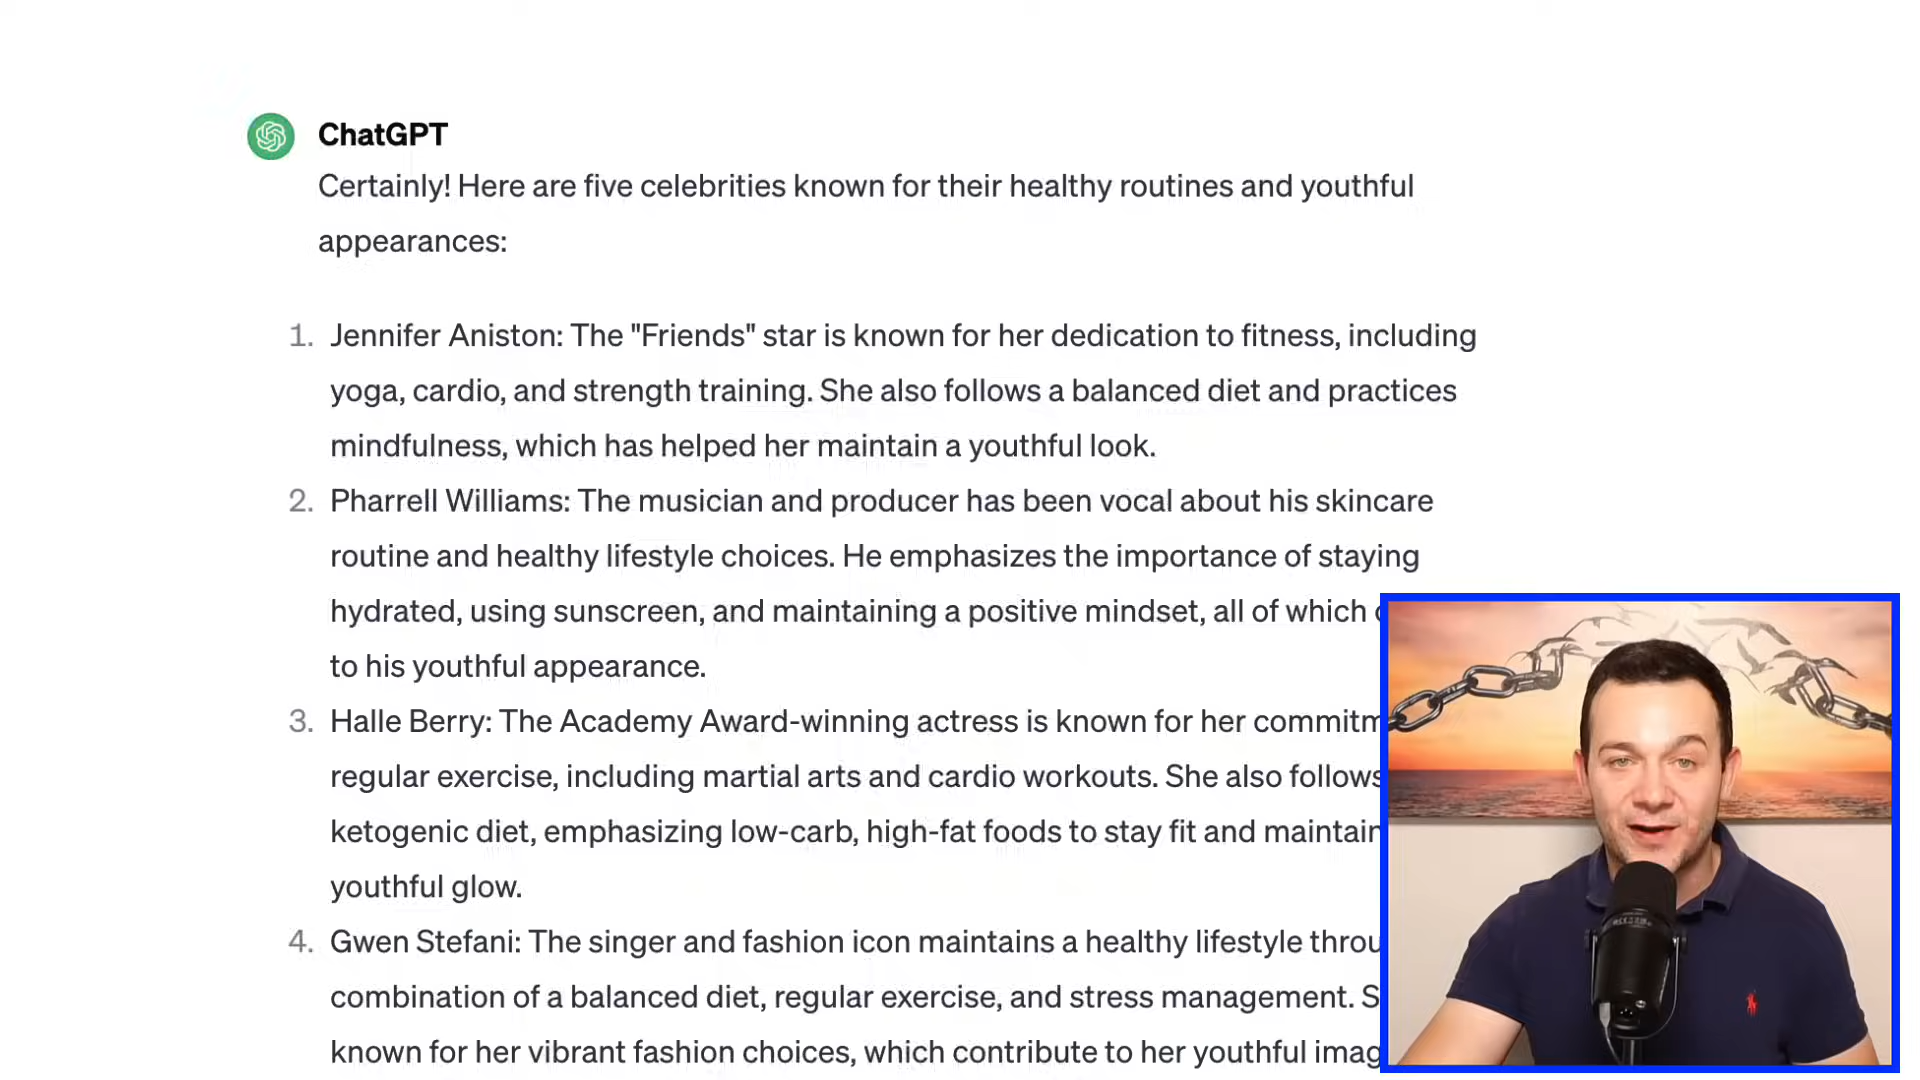 ChatGPT
Certainly! Here are five celebrities known for their healthy routines and youthful
appearances:
1. Jennifer Aniston: The "Friends" star is known for her dedication to fitness, including
yoga, cardio, and strength training. She also follows a balanced diet and practices
mindfulness, which has helped her maintain a youthful look.
2. Pharrell Williams: The musician and producer has been vocal about his skincare
routine and healthy lifestyle choices. He emphasizes the importance of staying
hydrated, using sunscreen, and maintaining a positive mindset, all of which
to his youthful appearance.
3. Halle Berry: The Academy Award-winning actress is known for her commitm
regular exercise, including martial arts and cardio workouts. She also follows
ketogenic diet, emphasizing low-carb, high-fat foods to stay fit and maintain
youthful glow.
4. Gwen Stefani: The singer and fashion icon maintains a healthy lifestyle throu
combination of a balanced diet, regular exercise, and stress management. S
known for her vibrant fashion choices, which contribute to her youthful imag